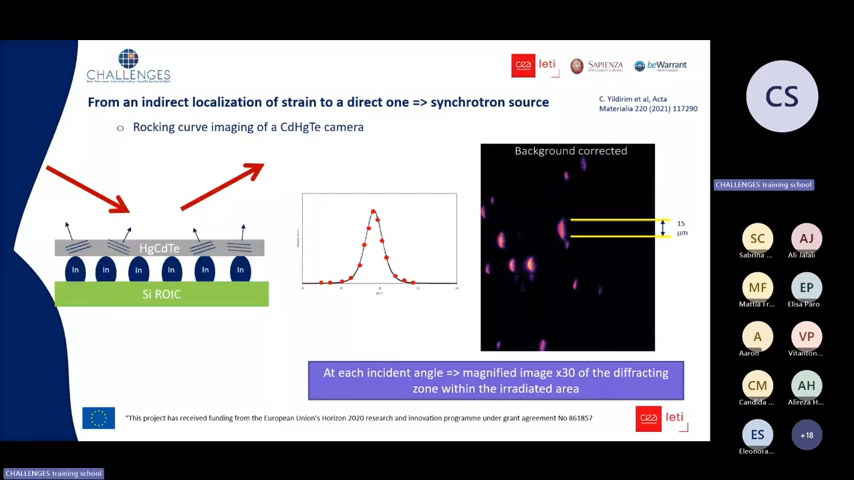 CHALLENGES
cea leti
SAPIENZA
beWarrant
From an indirect localization of strain to a direct one => synchrotron source
C. Yildirim et al, Acta
Materialia 220 (2021) 117290
o Rocking curve imaging of a CdHgTe camera
Background corrected
15
μm
HgCdTe
In In In In In In
Si ROIC
At each incident angle => magnified image x30 of the diffracting
zone within the irradiated area
"This project has received funding from the European Union's Horizon 2020 research and innovation programme under grant agreement No 861857
cea leti
CS
CHALLENGES training school
SC
AJ
Sabrina ...
Ali Jalali
MF
EP
Mattia Fr...
Elisa Paro
A
VP
Aaron
Vitanton...
CM
AH
Candida ...
Alireza H...
ES
+18
Eleonora...
CHALLENGES training school